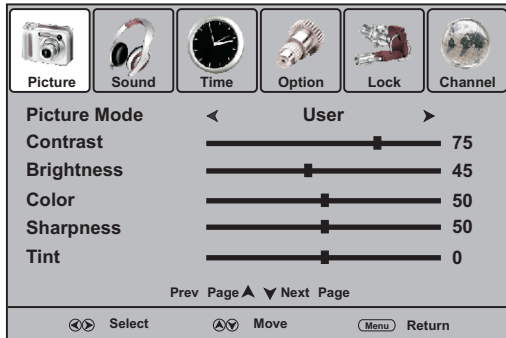 Picture Sound Time Option Lock Channel
Picture Mode User
Contrast 75
Brightness 45
Color 50
Sharpness 50
Tint 0
Prev Page Next Page
Select Move Menu Return